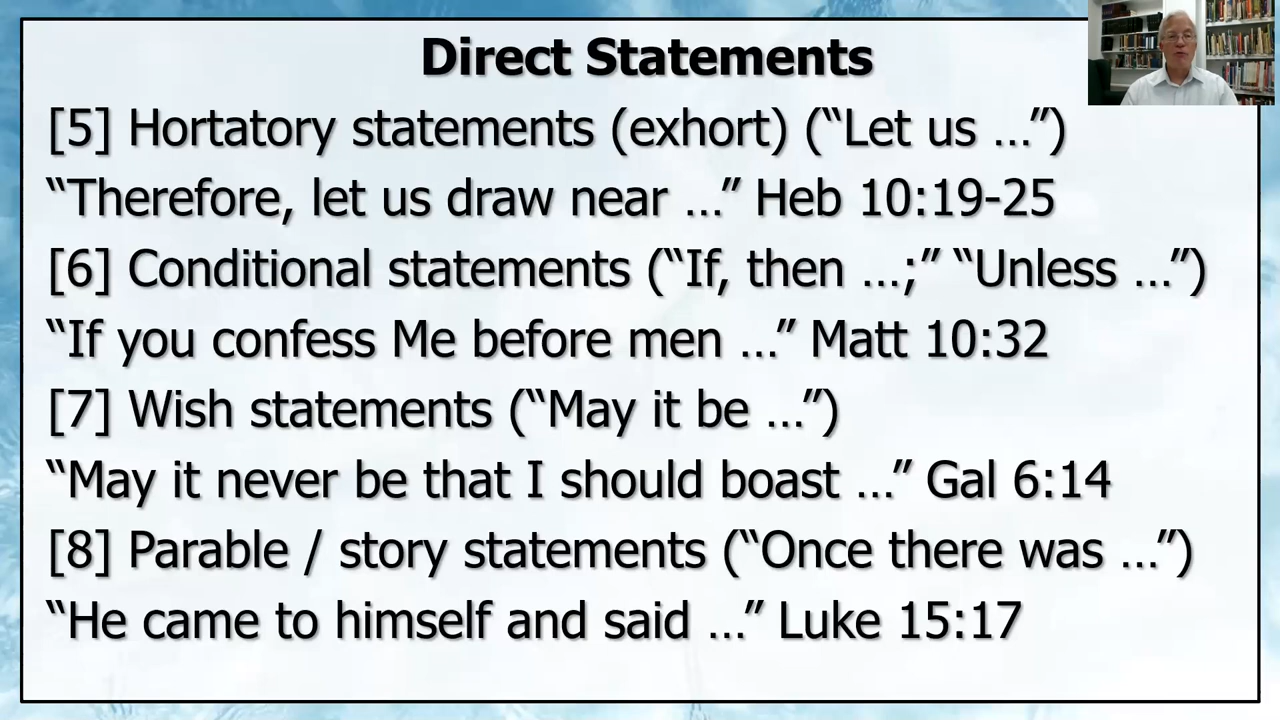 Direct Statements
[5] Hortatory statements (exhort) (“Let us …”)
“Therefore, let us draw near …” Heb 10:19-25
[6] Conditional statements (“If, then …;” “Unless …”)
“If you confess Me before men …” Matt 10:32
[7] Wish statements (“May it be …”)
“May it never be that I should boast …” Gal 6:14
[8] Parable / story statements (“Once there was …”)
“He came to himself and said …” Luke 15:17